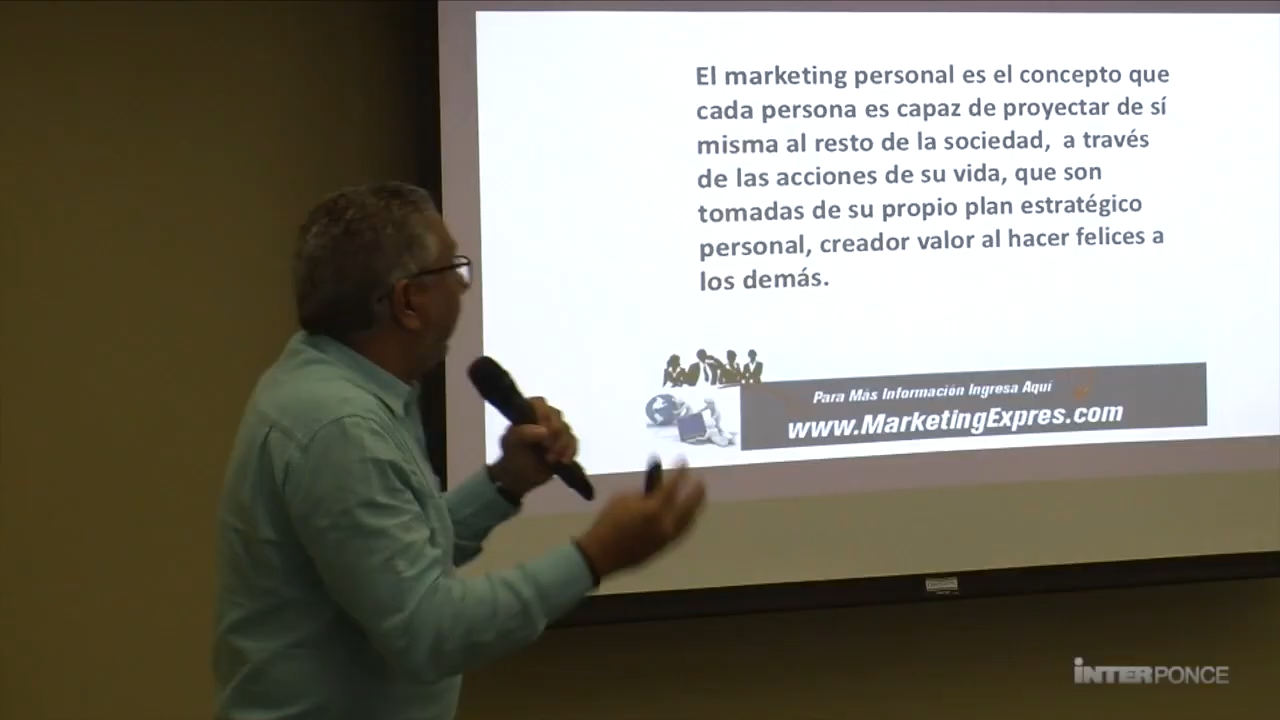 El marketing personal es el concepto que
cada persona es capaz de proyectar de sí
misma al resto de la sociedad, a través
de las acciones de su vida, que son
tomadas de su propio plan estratégico
personal, creador valor al hacer felices a
los demás.
Para Más Información Ingresa Aquí
www.MarketingExpres.com
INTERPONCE